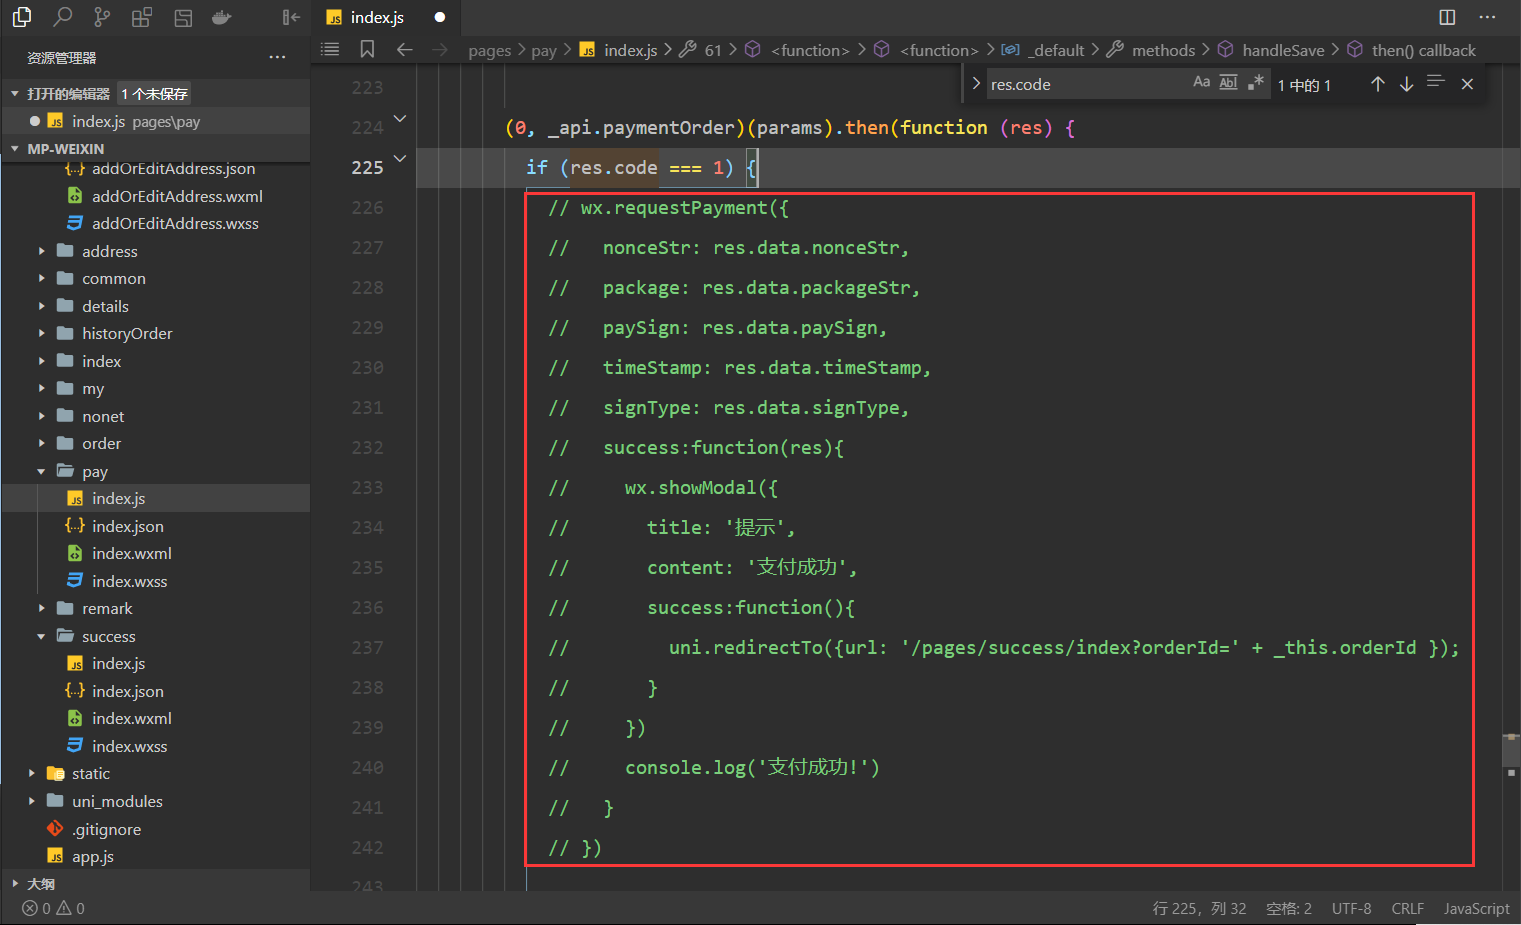 index.js
资源管理器
打开的编辑器 1 个未保存
index.js pages\pay
MP-WEIXIN
addOrEditAddress.json
addOrEditAddress.wxml
addOrEditAddress.wxss
address
common
details
historyOrder
index
my
nonet
order
pay
index.js
index.json
index.wxml
index.wxss
remark
success
index.js
index.json
index.wxml
index.wxss
static
uni_modules
.gitignore
app.js
大纲
pages > pay > index.js > 61 > <function> > <function> > _default > methods > handleSave > then() callback
res.code Aa Abl .* 1 中的 1
223
224 (0, _api.paymentOrder)(params).then(function (res) {
225 if (res.code === 1) {
226 // wx.requestPayment({
227 // nonceStr: res.data.nonceStr,
228 // package: res.data.packageStr,
229 // paySign: res.data.paySign,
230 // timeStamp: res.data.timeStamp,
231 // signType: res.data.signType,
232 // success:function(res){
233 // wx.showModal({
234 // title: '提示',
235 // content: '支付成功',
236 // success:function(){
237 // uni.redirectTo({url: '/pages/success/index?orderId=' + _this.orderId });
238 // }
239 // })
240 // console.log('支付成功!')
241 // }
242 // })
243
0 0 行 225，列 32 空格: 2 UTF-8 CRLF JavaScript